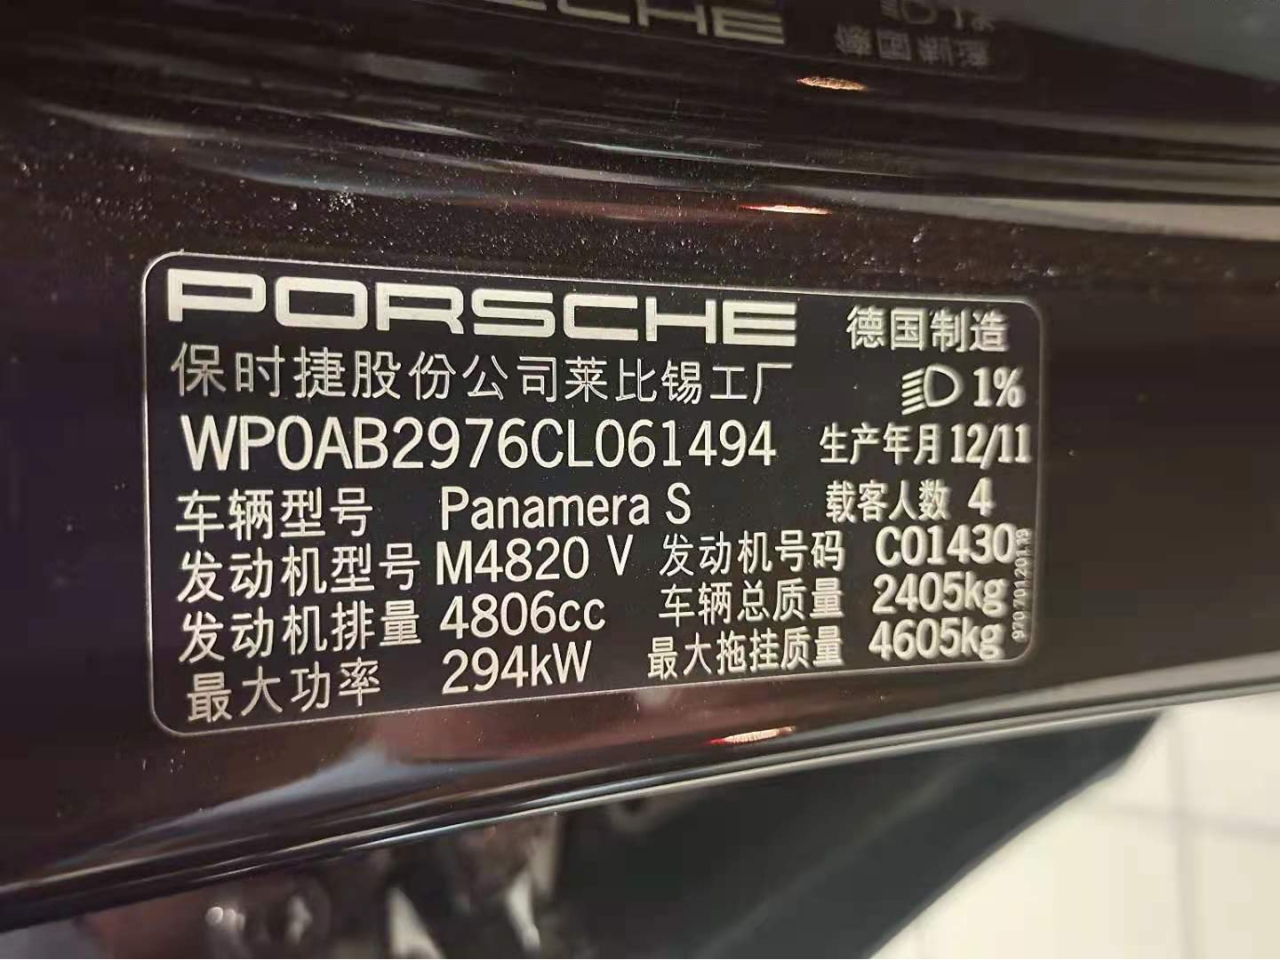 PORSCHE 德国制造
保时捷股份公司莱比锡工厂 1%
WP0AB2976CL061494 生产年月 12/11
车辆型号 Panamera S 载客人数 4
发动机型号 M4820 V 发动机号码 C01430
发动机排量 4806cc 车辆总质量 2405kg
最大功率 294kW 最大拖挂质量 4605kg